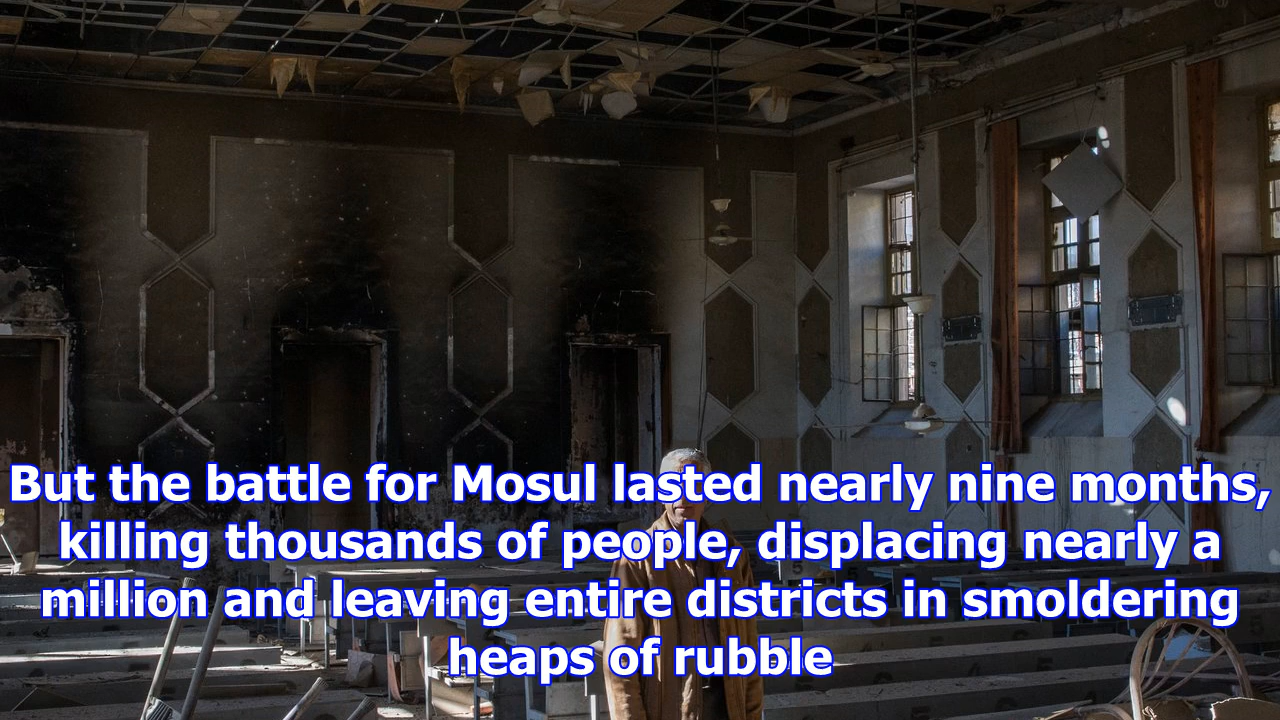 But the battle for Mosul lasted nearly nine months,
killing thousands of people, displacing nearly a
million and leaving entire districts in smoldering
heaps of rubble